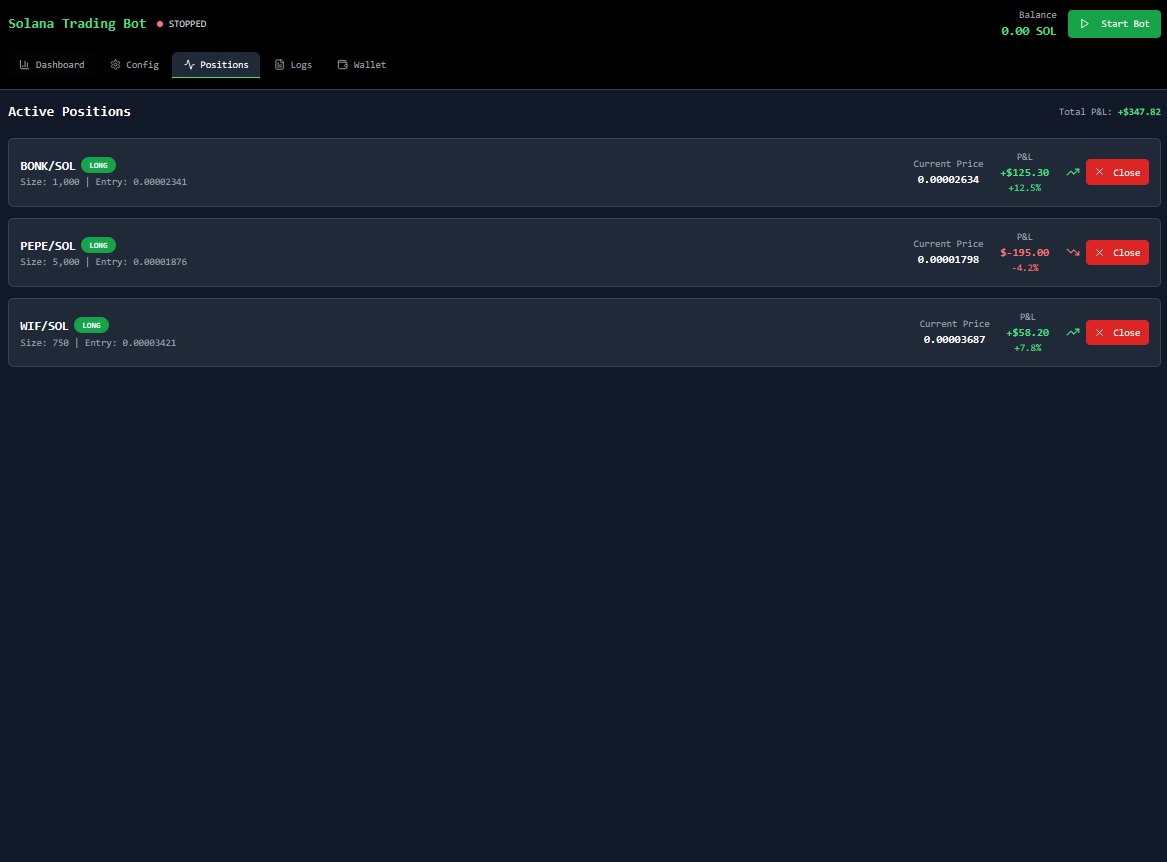 Solana Trading Bot STOPPED
Balance
0.00 SOL
Start Bot
Dashboard Config Positions Logs Wallet
Active Positions Total P&L: +$347.82
BONK/SOL LONG
Size: 1,000 | Entry: 0.00002341
Current Price
0.00002634
P&L
+$125.30
+12.5%
Close
PEPE/SOL LONG
Size: 5,000 | Entry: 0.00001876
Current Price
0.00001798
P&L
$-195.00
-4.2%
Close
WIF/SOL LONG
Size: 750 | Entry: 0.00003421
Current Price
0.00003687
P&L
+$58.20
+7.8%
Close